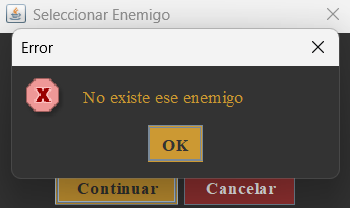 Seleccionar Enemigo
Error
No existe ese enemigo
OK
Continuar Cancelar